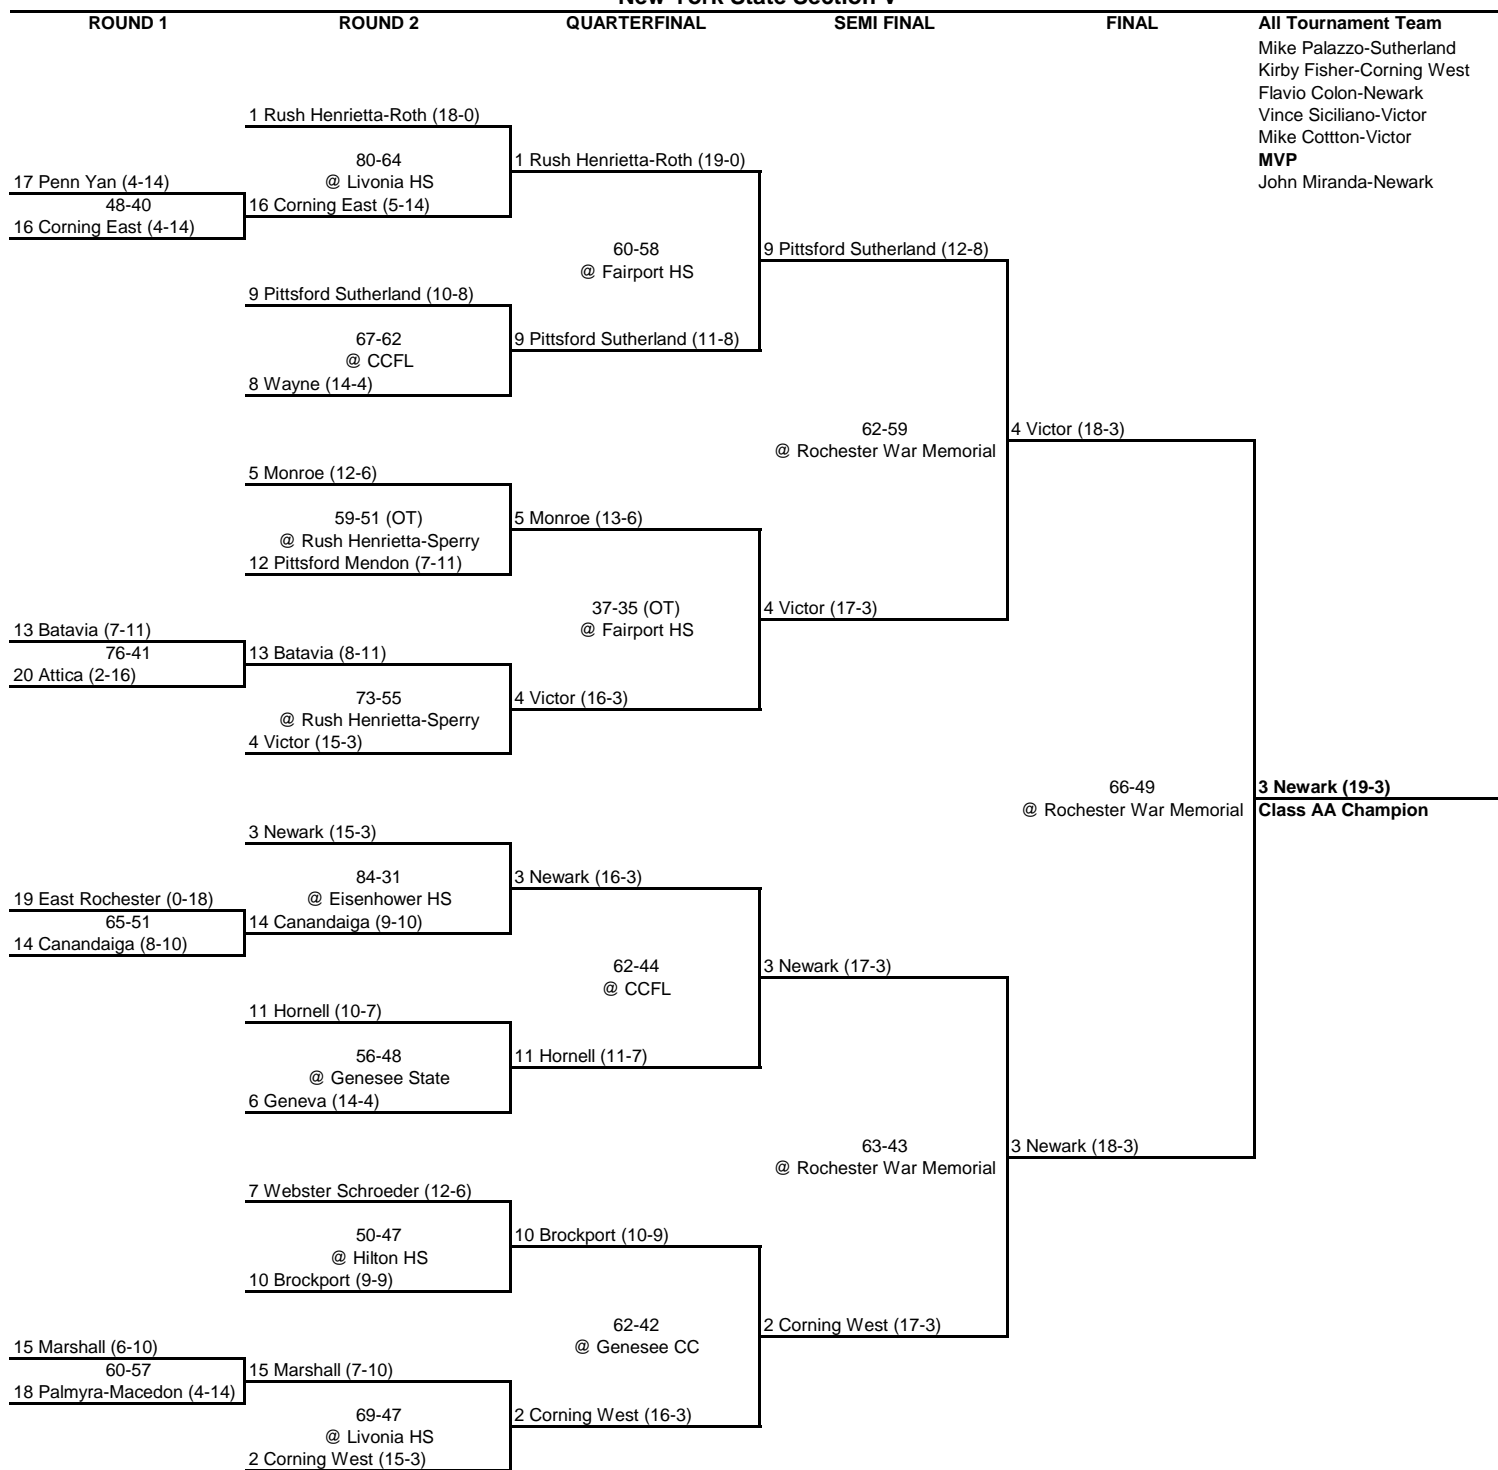 New York State Section V
ROUND 1 ROUND 2 QUARTERFINAL SEMI FINAL FINAL All Tournament Team
Mike Palazzo-Sutherland
Kirby Fisher-Corning West
Flavio Colon-Newark
Vince Siciliano-Victor
Mike Cottton-Victor
MVP
John Miranda-Newark
1 Rush Henrietta-Roth (18-0)
80-64
@ Livonia HS
1 Rush Henrietta-Roth (19-0)
17 Penn Yan (4-14)
48-40
16 Corning East (4-14)
16 Corning East (5-14)
60-58
@ Fairport HS
9 Pittsford Sutherland (12-8)
9 Pittsford Sutherland (10-8)
67-62
@ CCFL
9 Pittsford Sutherland (11-8)
8 Wayne (14-4)
62-59
@ Rochester War Memorial
4 Victor (18-3)
5 Monroe (12-6)
59-51 (OT)
@ Rush Henrietta-Sperry
5 Monroe (13-6)
12 Pittsford Mendon (7-11)
37-35 (OT)
@ Fairport HS
4 Victor (17-3)
13 Batavia (7-11)
76-41
20 Attica (2-16)
13 Batavia (8-11)
73-55
@ Rush Henrietta-Sperry
4 Victor (16-3)
4 Victor (15-3)
66-49
@ Rochester War Memorial
3 Newark (19-3)
Class AA Champion
3 Newark (15-3)
84-31
@ Eisenhower HS
3 Newark (16-3)
19 East Rochester (0-18)
65-51
14 Canandaiga (8-10)
14 Canandaiga (9-10)
62-44
@ CCFL
3 Newark (17-3)
11 Hornell (10-7)
56-48
@ Genesee State
11 Hornell (11-7)
6 Geneva (14-4)
63-43
@ Rochester War Memorial
3 Newark (18-3)
7 Webster Schroeder (12-6)
50-47
@ Hilton HS
10 Brockport (10-9)
10 Brockport (9-9)
62-42
@ Genesee CC
2 Corning West (17-3)
15 Marshall (6-10)
60-57
18 Palmyra-Macedon (4-14)
15 Marshall (7-10)
69-47
@ Livonia HS
2 Corning West (16-3)
2 Corning West (15-3)